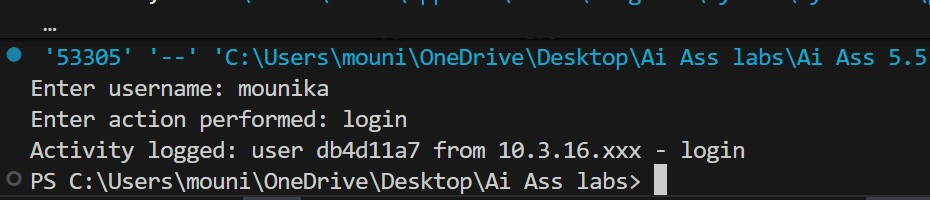 …
'53305' '--' 'C:\Users\mouni\OneDrive\Desktop\Ai Ass labs\Ai Ass 5.5
Enter username: mounika
Enter action performed: login
Activity logged: user db4d11a7 from 10.3.16.xxx - login
PS C:\Users\mouni\OneDrive\Desktop\Ai Ass labs>